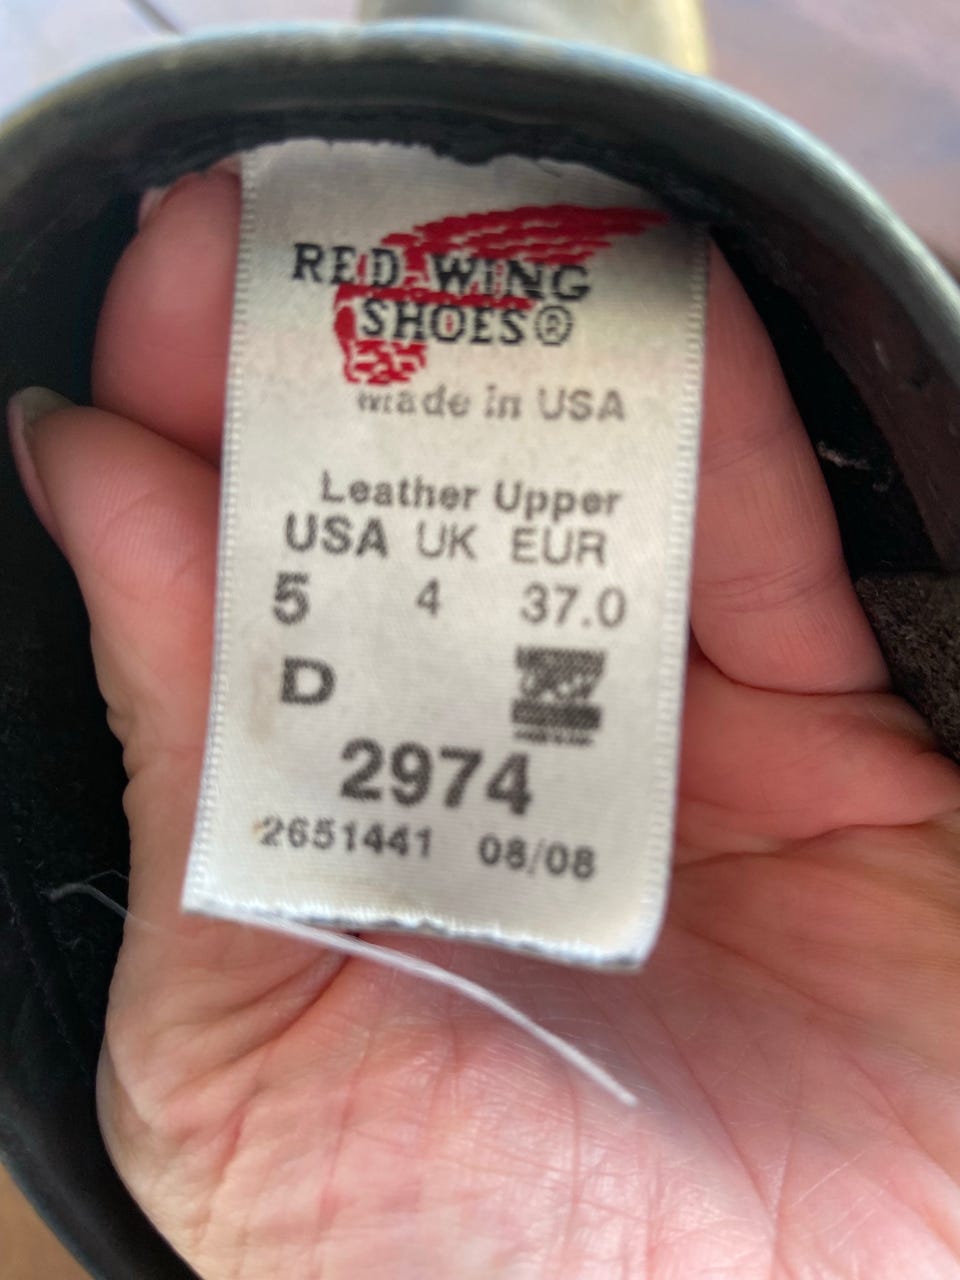 RED WING
SHOES®
made in USA
Leather Upper
USA UK EUR
5 4 37.0
D
2974
2651441 08/08